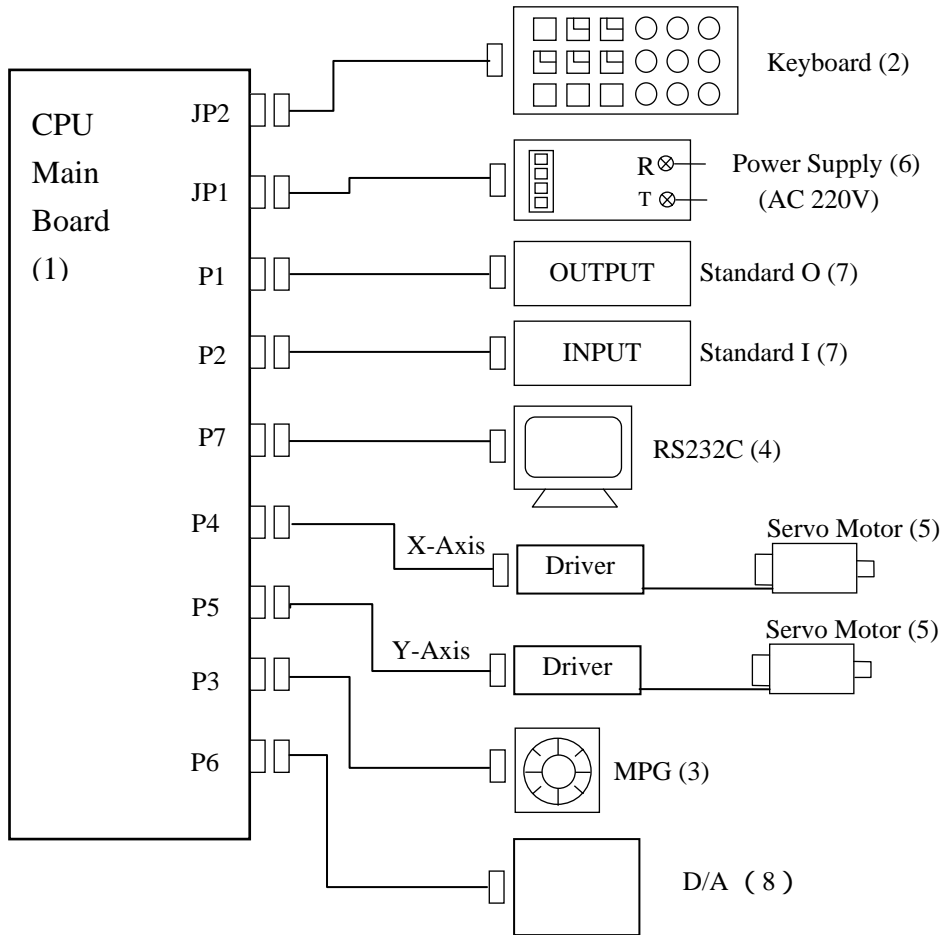 CPU
Main
Board
(1)
JP2
Keyboard (2)
JP1
R
T
Power Supply (6)
(AC 220V)
P1
OUTPUT
Standard O (7)
P2
INPUT
Standard I (7)
P7
RS232C (4)
P4
X-Axis
Driver
Servo Motor (5)
P5
Y-Axis
Driver
Servo Motor (5)
P3
MPG (3)
P6
D/A （8）